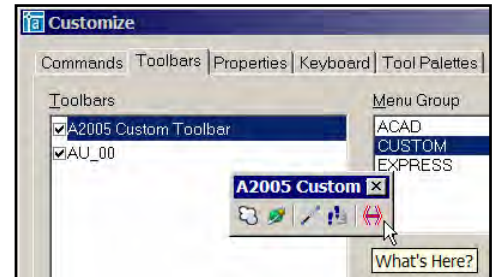 Customize
Commands Toolbars Properties Keyboard Tool Palettes
Toolbars
Menu Group
A2005 Custom Toolbar
AU_00
ACAD
CUSTOM
EXPRESS
A2005 Custom
What's Here?